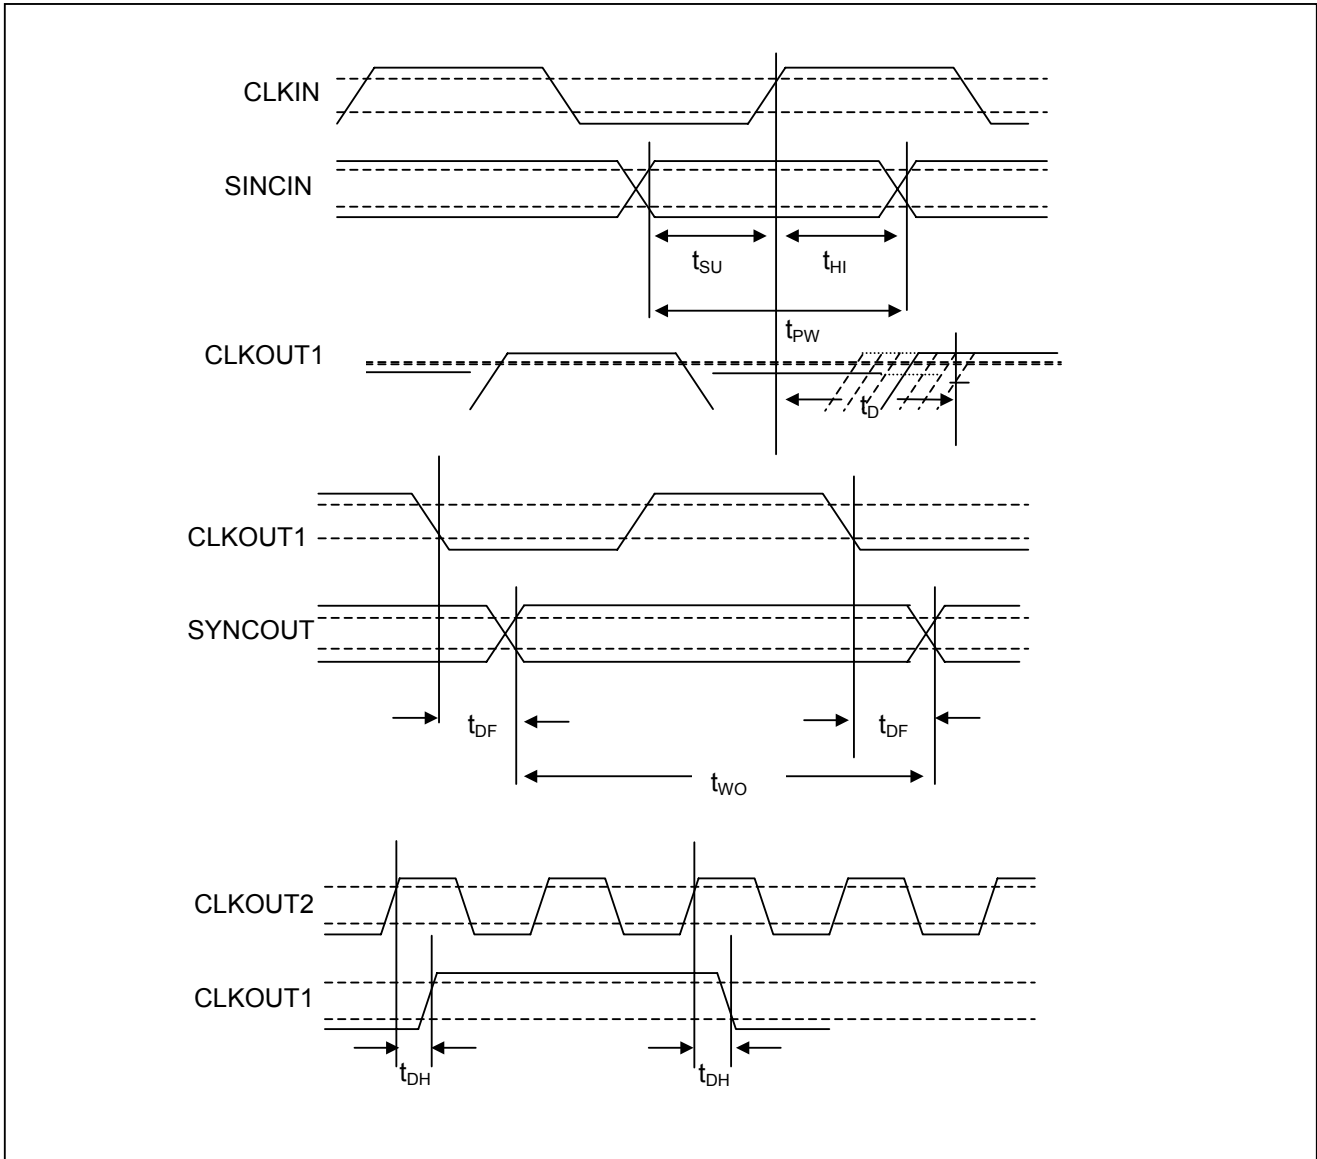 CLKIN
SINCIN
tSU
tHI
tPW
CLKOUT1
tD
CLKOUT1
SYNCOUT
tDF
tDF
tWO
CLKOUT2
CLKOUT1
tDH
tDH